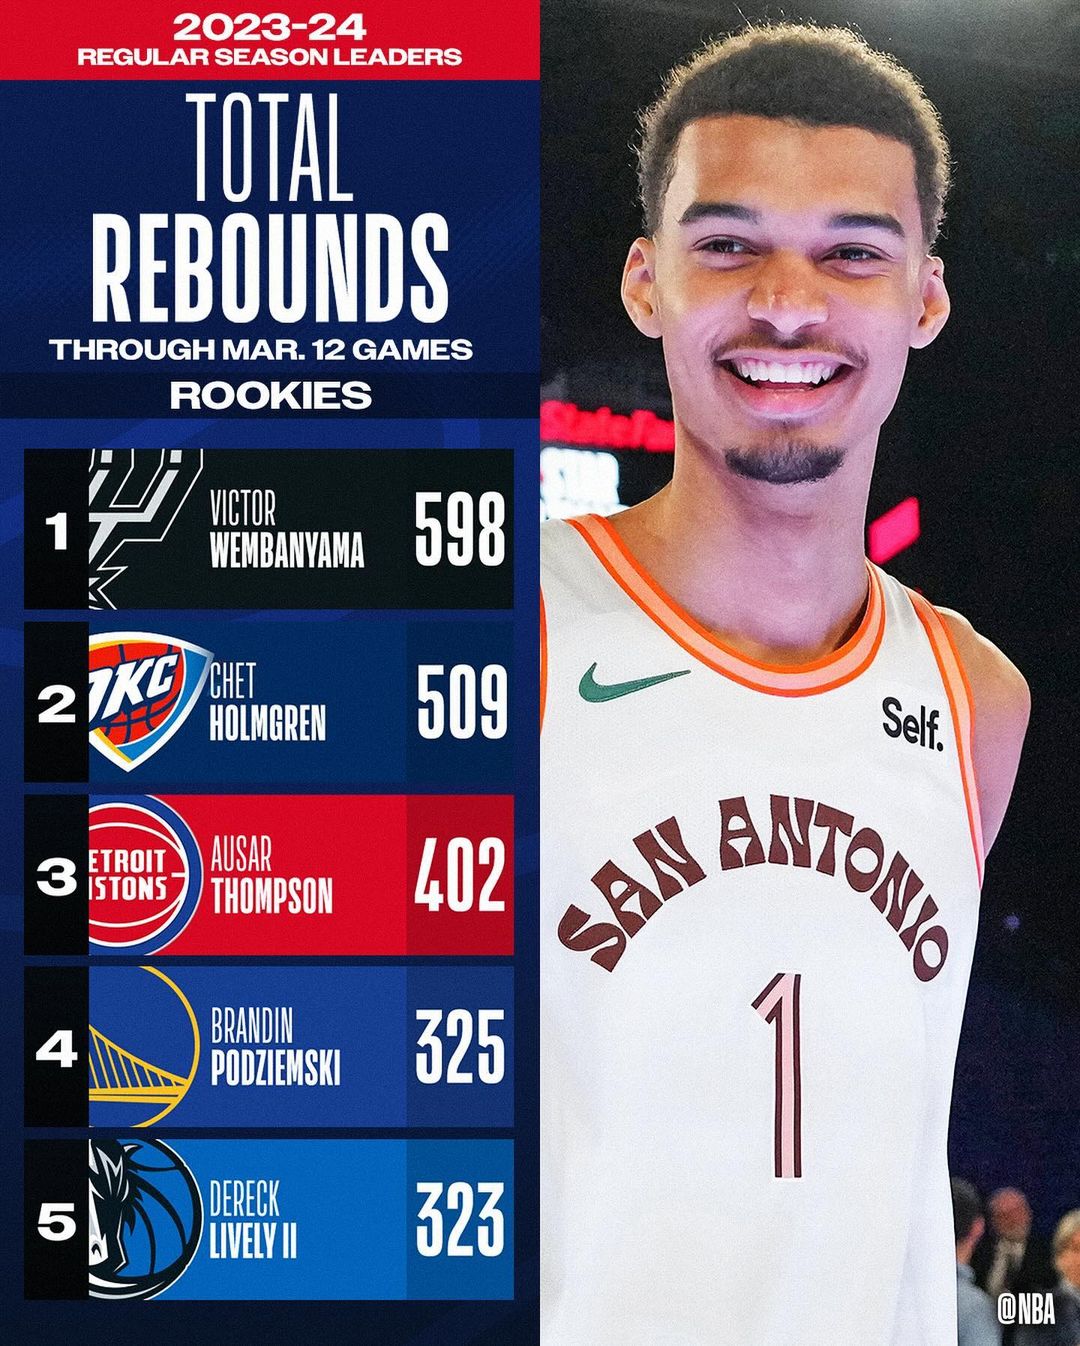 2023-24
REGULAR SEASON LEADERS
TOTAL
REBOUNDS
THROUGH MAR. 12 GAMES
ROOKIES
1
VICTOR
WEMBANYAMA
598
2
OKC
CHET
HOLMGREN
509
3
ETROIT
ISTONS
AUSAR
THOMPSON
402
4
BRANDIN
PODZIEMSKI
325
5
M
DERECK
LIVELY II
323
StateFa
Self.
SAN ANTONIO
1
@NBA